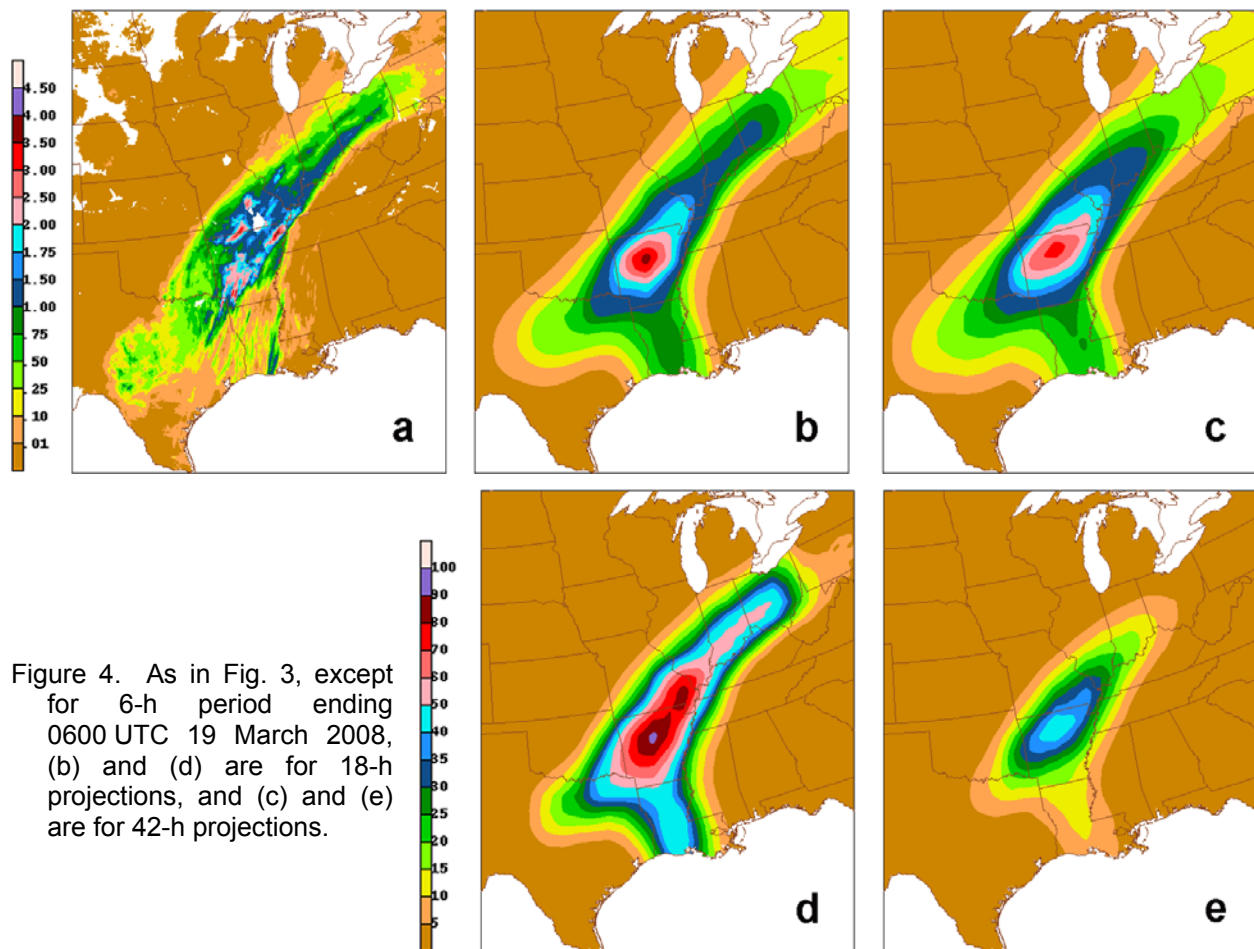 4.50
4.00
3.50
3.00
2.50
2.00
1.75
1.50
1.00
.75
.50
.25
.10
.01
a
b
c
Figure 4. As in Fig. 3, except
for 6-h period ending
0600 UTC 19 March 2008,
(b) and (d) are for 18-h
projections, and (c) and (e)
are for 42-h projections.
100
90
80
70
60
50
40
35
30
25
20
15
10
5
d
e